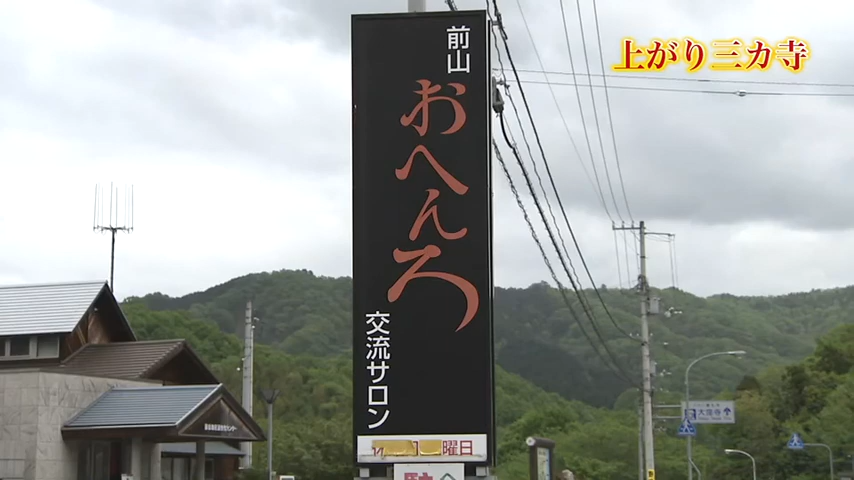 上がり三カ寺
前山
おへんろ
交流サロン
曜日
大窪寺